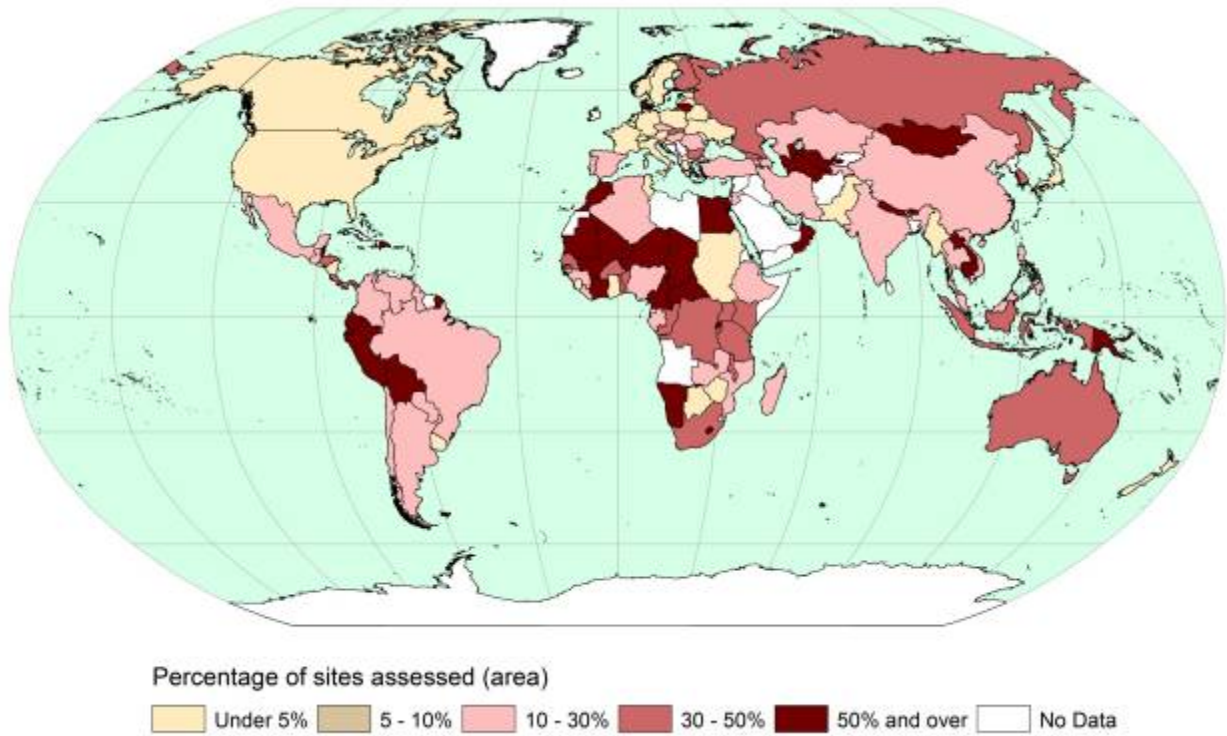 Percentage of sites assessed (area)
Under 5% 5 - 10% 10 - 30% 30 - 50% 50% and over No Data